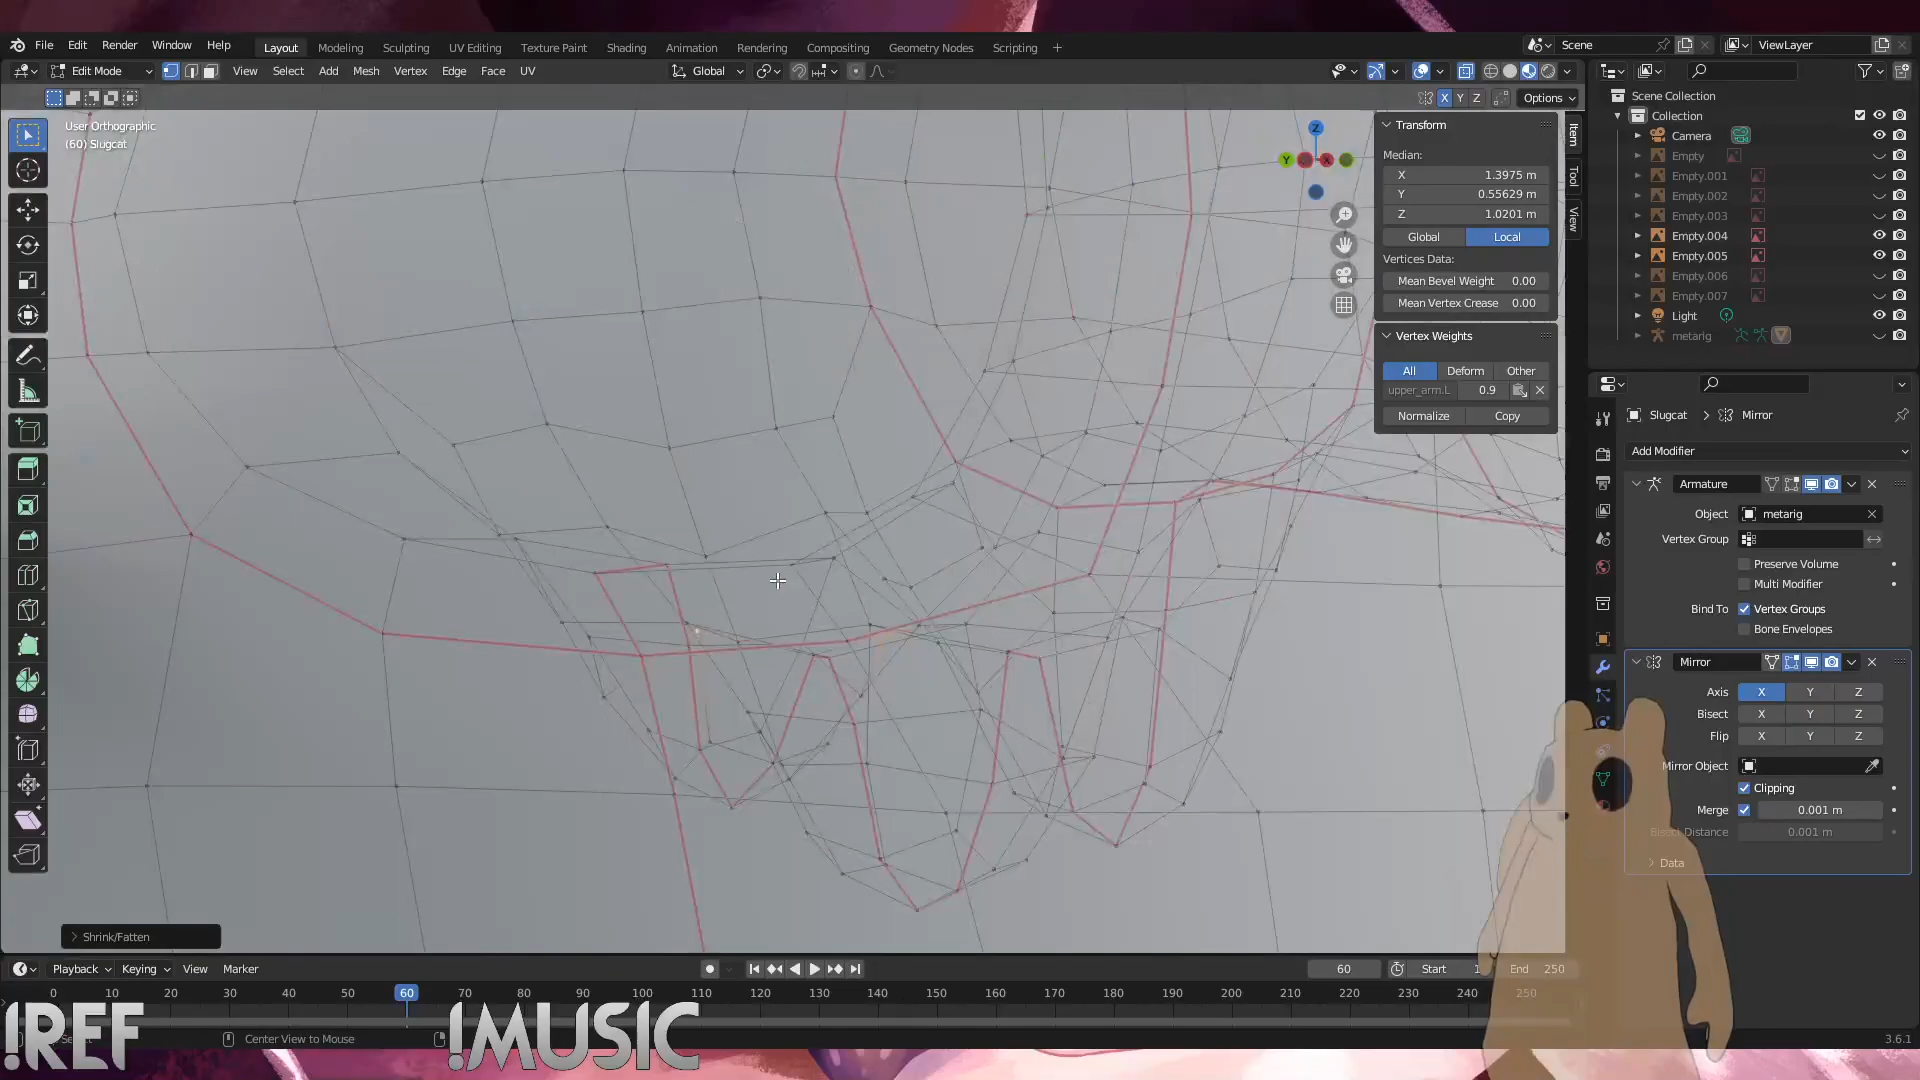 File Edit Render Window Help Layout Modeling Sculpting UV Editing Texture Paint Shading Animation Rendering Compositing Geometry Nodes Scripting + Scene ViewLayer
Edit Mode View Select Add Mesh Vertex Edge Face UV Global
X Y Z Options
User Orthographic
(60) Slugcat
Z
Y X
Transform
Median:
X 1.3975 m
Y 0.55629 m
Z 1.0201 m
Global Local
Vertices Data:
Mean Bevel Weight 0.00
Mean Vertex Crease 0.00
Vertex Weights
All Deform Other
upper_arm.L 0.9
Normalize Copy
Item
Tool
View
Scene Collection
Collection
Camera
Empty
Empty.001
Empty.002
Empty.003
Empty.004
Empty.005
Empty.006
Empty.007
Light
metarig
Slugcat > Mirror
Add Modifier
Armature
Object metarig
Vertex Group
Preserve Volume
Multi Modifier
Bind To Vertex Groups
Bone Envelopes
Mirror
Axis X Y Z
Bisect X Y Z
Flip X Y Z
Mirror Object
Clipping
Merge 0.001 m
Bisect Distance 0.001 m
Data
Shrink/Fatten
Playback Keying View Marker 60 Start 1 End 250
0 10 20 30 40 50 60 70 80 90 100 110 120 130 140 150 160 170 180 190 200 210 220 230 240 250
!REF !MUSIC
Center View to Mouse
3.6.1